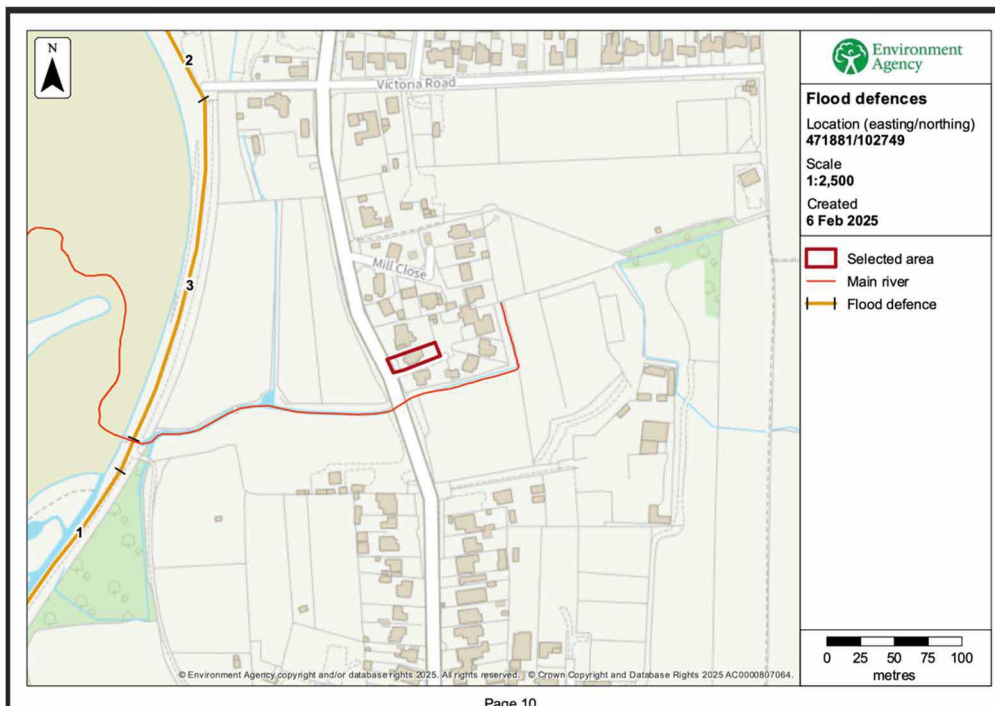 N
2
Victoria Road
3
Mill Close
1
© Environment Agency copyright and/or database rights 2025. All rights reserved. © Crown Copyright and Database Rights 2025 AC0000807064.
Environment
Agency
Flood defences
Location (easting/northing)
471881/102749
Scale
1:2,500
Created
6 Feb 2025
Selected area
Main river
Flood defence
0 25 50 75 100
metres
Page 10